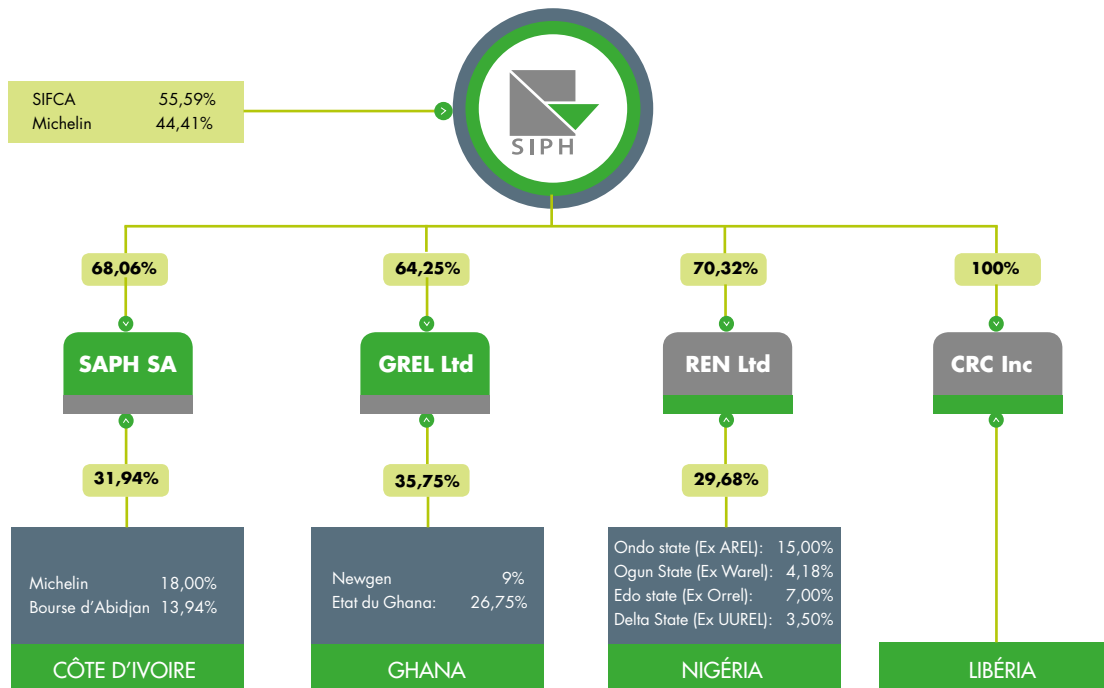 SIFCA 55,59%
Michelin 44,41%
SIPH
68,06% 64,25% 70,32% 100%
SAPH SA GREL Ltd REN Ltd CRC Inc
31,94% 35,75% 29,68%
Michelin 18,00%
Bourse d'Abidjan 13,94%
Newgen 9%
Etat du Ghana: 26,75%
Ondo state (Ex AREL): 15,00%
Ogun State (Ex Warel): 4,18%
Edo state (Ex Orrel): 7,00%
Delta State (Ex UUREL): 3,50%
CÔTE D'IVOIRE GHANA NIGÉRIA LIBÉRIA